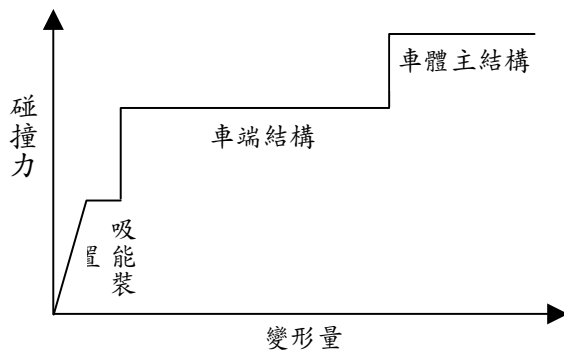 碰撞力
車體主結構
車端結構
吸能裝
置
變形量